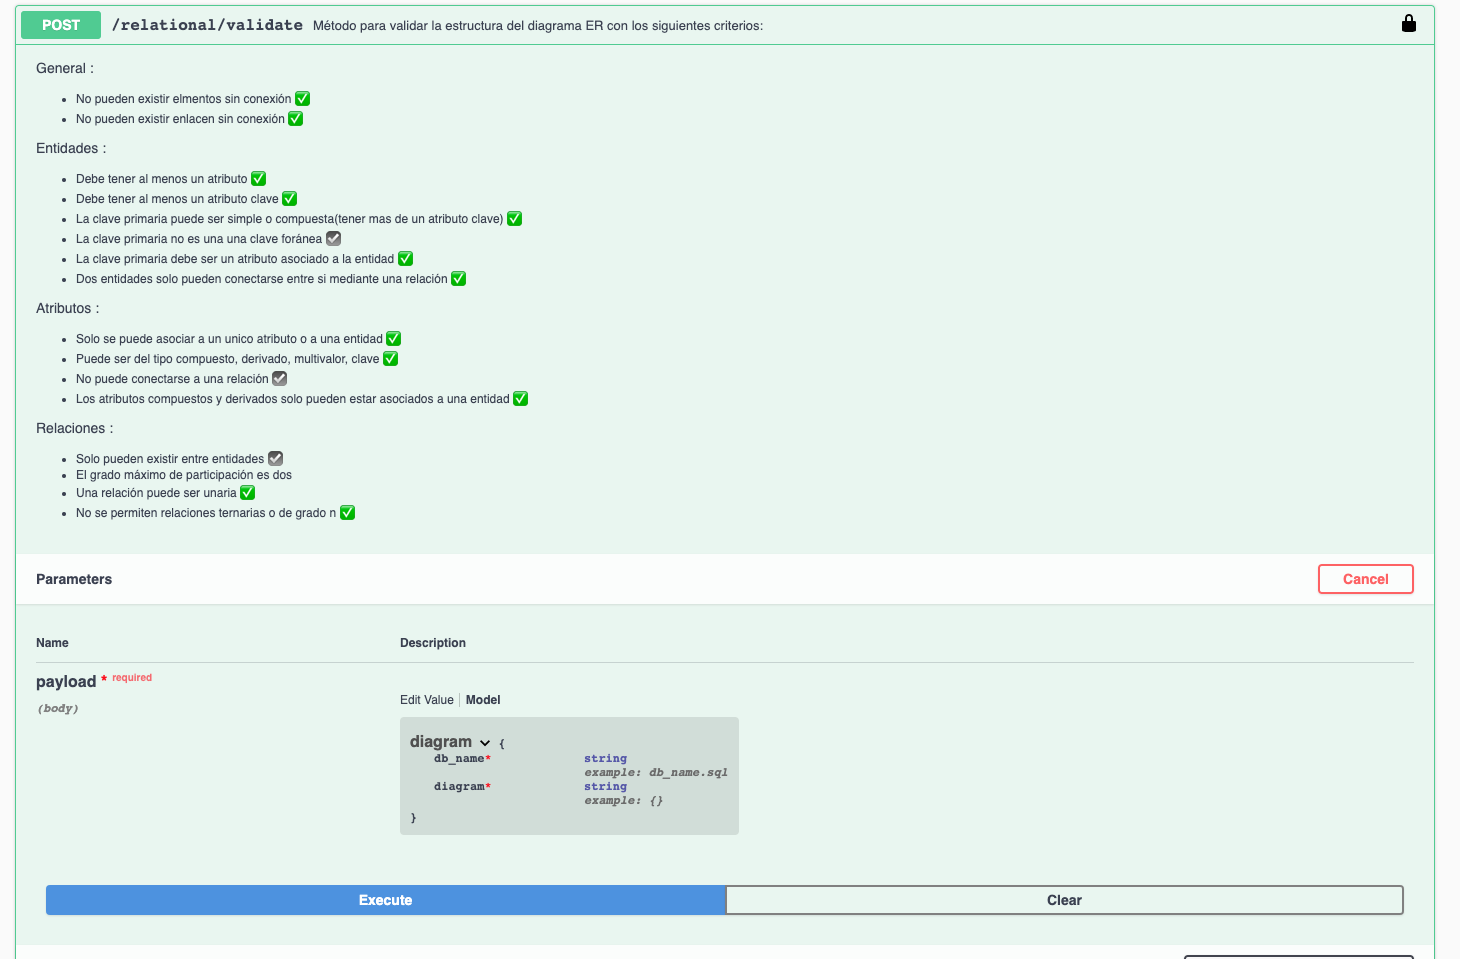 POST /relational/validate Método para validar la estructura del diagrama ER con los siguientes criterios:
General :
No pueden existir elmentos sin conexión ✅
No pueden existir enlacen sin conexión ✅
Entidades :
Debe tener al menos un atributo ✅
Debe tener al menos un atributo clave ✅
La clave primaria puede ser simple o compuesta(tener mas de un atributo clave) ✅
La clave primaria no es una una clave foránea ☑
La clave primaria debe ser un atributo asociado a la entidad ✅
Dos entidades solo pueden conectarse entre si mediante una relación ✅
Atributos :
Solo se puede asociar a un unico atributo o a una entidad ✅
Puede ser del tipo compuesto, derivado, multivalor, clave ✅
No puede conectarse a una relación ☑
Los atributos compuestos y derivados solo pueden estar asociados a una entidad ✅
Relaciones :
Solo pueden existir entre entidades ☑
El grado máximo de participación es dos
Una relación puede ser unaria ✅
No se permiten relaciones ternarias o de grado n ✅
Parameters Cancel
Name Description
payload * required
(body)
Edit Value | Model
diagram {
db_name* string
example: db_name.sql
diagram* string
example: {}
}
Execute Clear